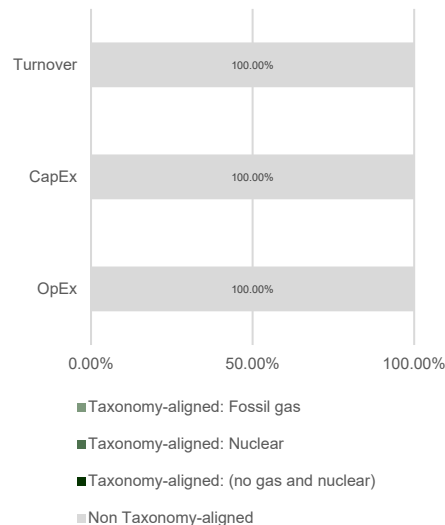 Turnover
100.00%
CapEx
100.00%
OpEx
100.00%
0.00% 50.00% 100.00%
Taxonomy-aligned: Fossil gas
Taxonomy-aligned: Nuclear
Taxonomy-aligned: (no gas and nuclear)
Non Taxonomy-aligned